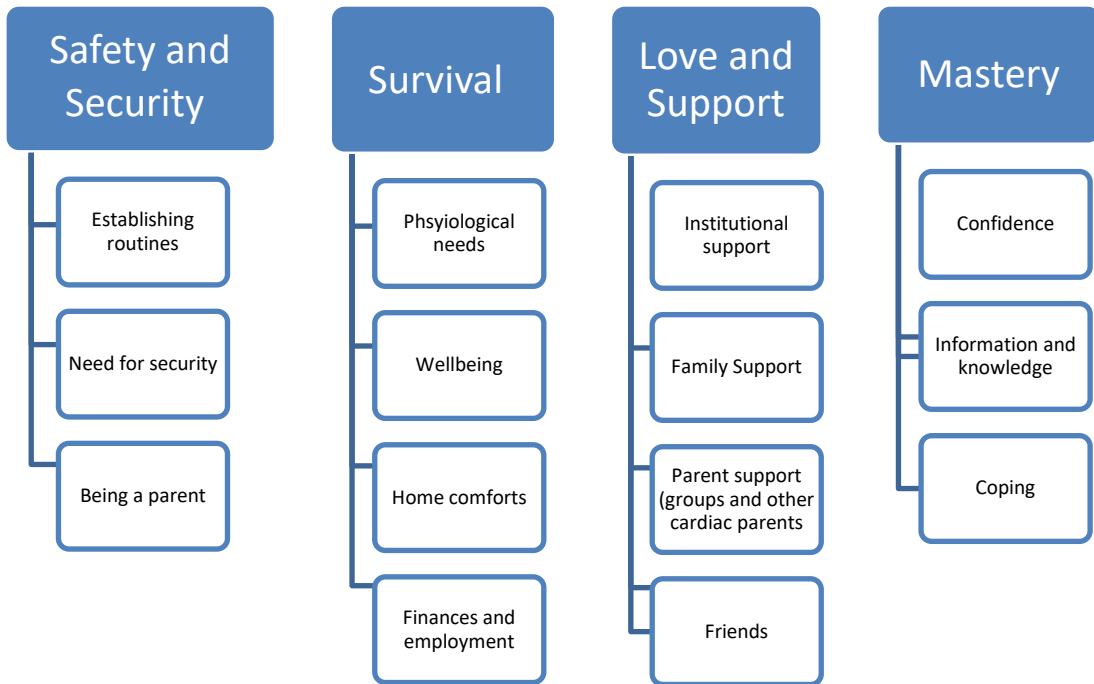 Safety and
Security
Establishing
routines
Need for security
Being a parent
Survival
Phsyiological
needs
Wellbeing
Home comforts
Finances and
employment
Love and
Support
Institutional
support
Family Support
Parent support
(groups and other
cardiac parents
Friends
Mastery
Confidence
Information and
knowledge
Coping